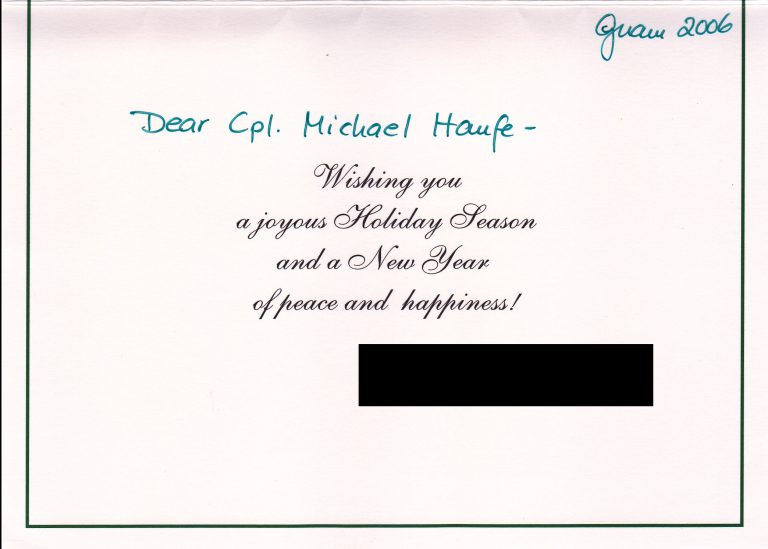 Guam 2006
Dear Cpl. Michael Haufe -
Wishing you
a joyous Holiday Season
and a New Year
of peace and happiness!